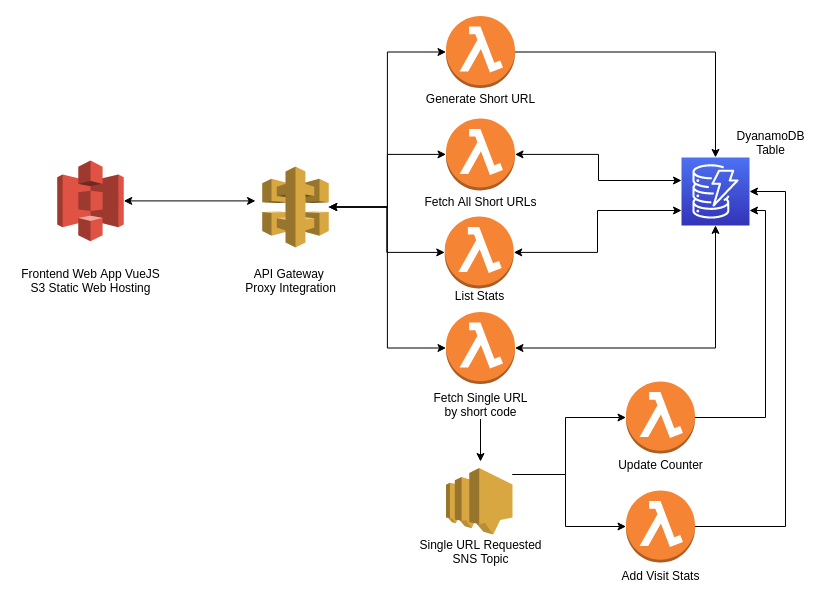 Generate Short URL
DyanamoDB
Table
Fetch All Short URLs
Frontend Web App VueJS
S3 Static Web Hosting
API Gateway
Proxy Integration
List Stats
Fetch Single URL
by short code
Update Counter
Single URL Requested
SNS Topic
Add Visit Stats